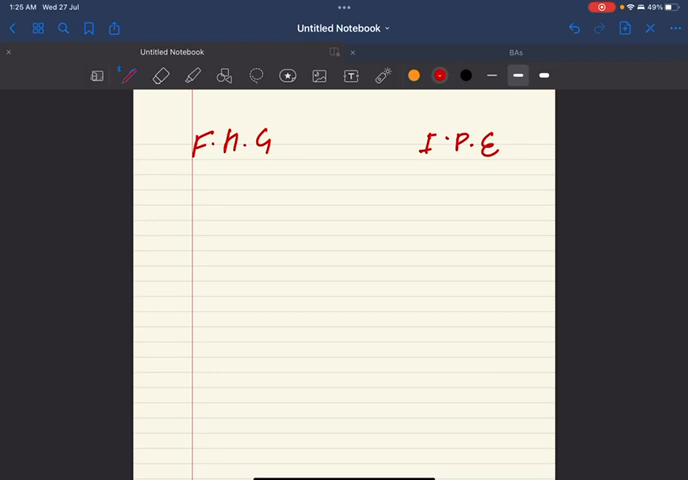 1:25 AM Wed 27 Jul 49%
Untitled Notebook
Untitled Notebook BAs
F.A.G I.P.E